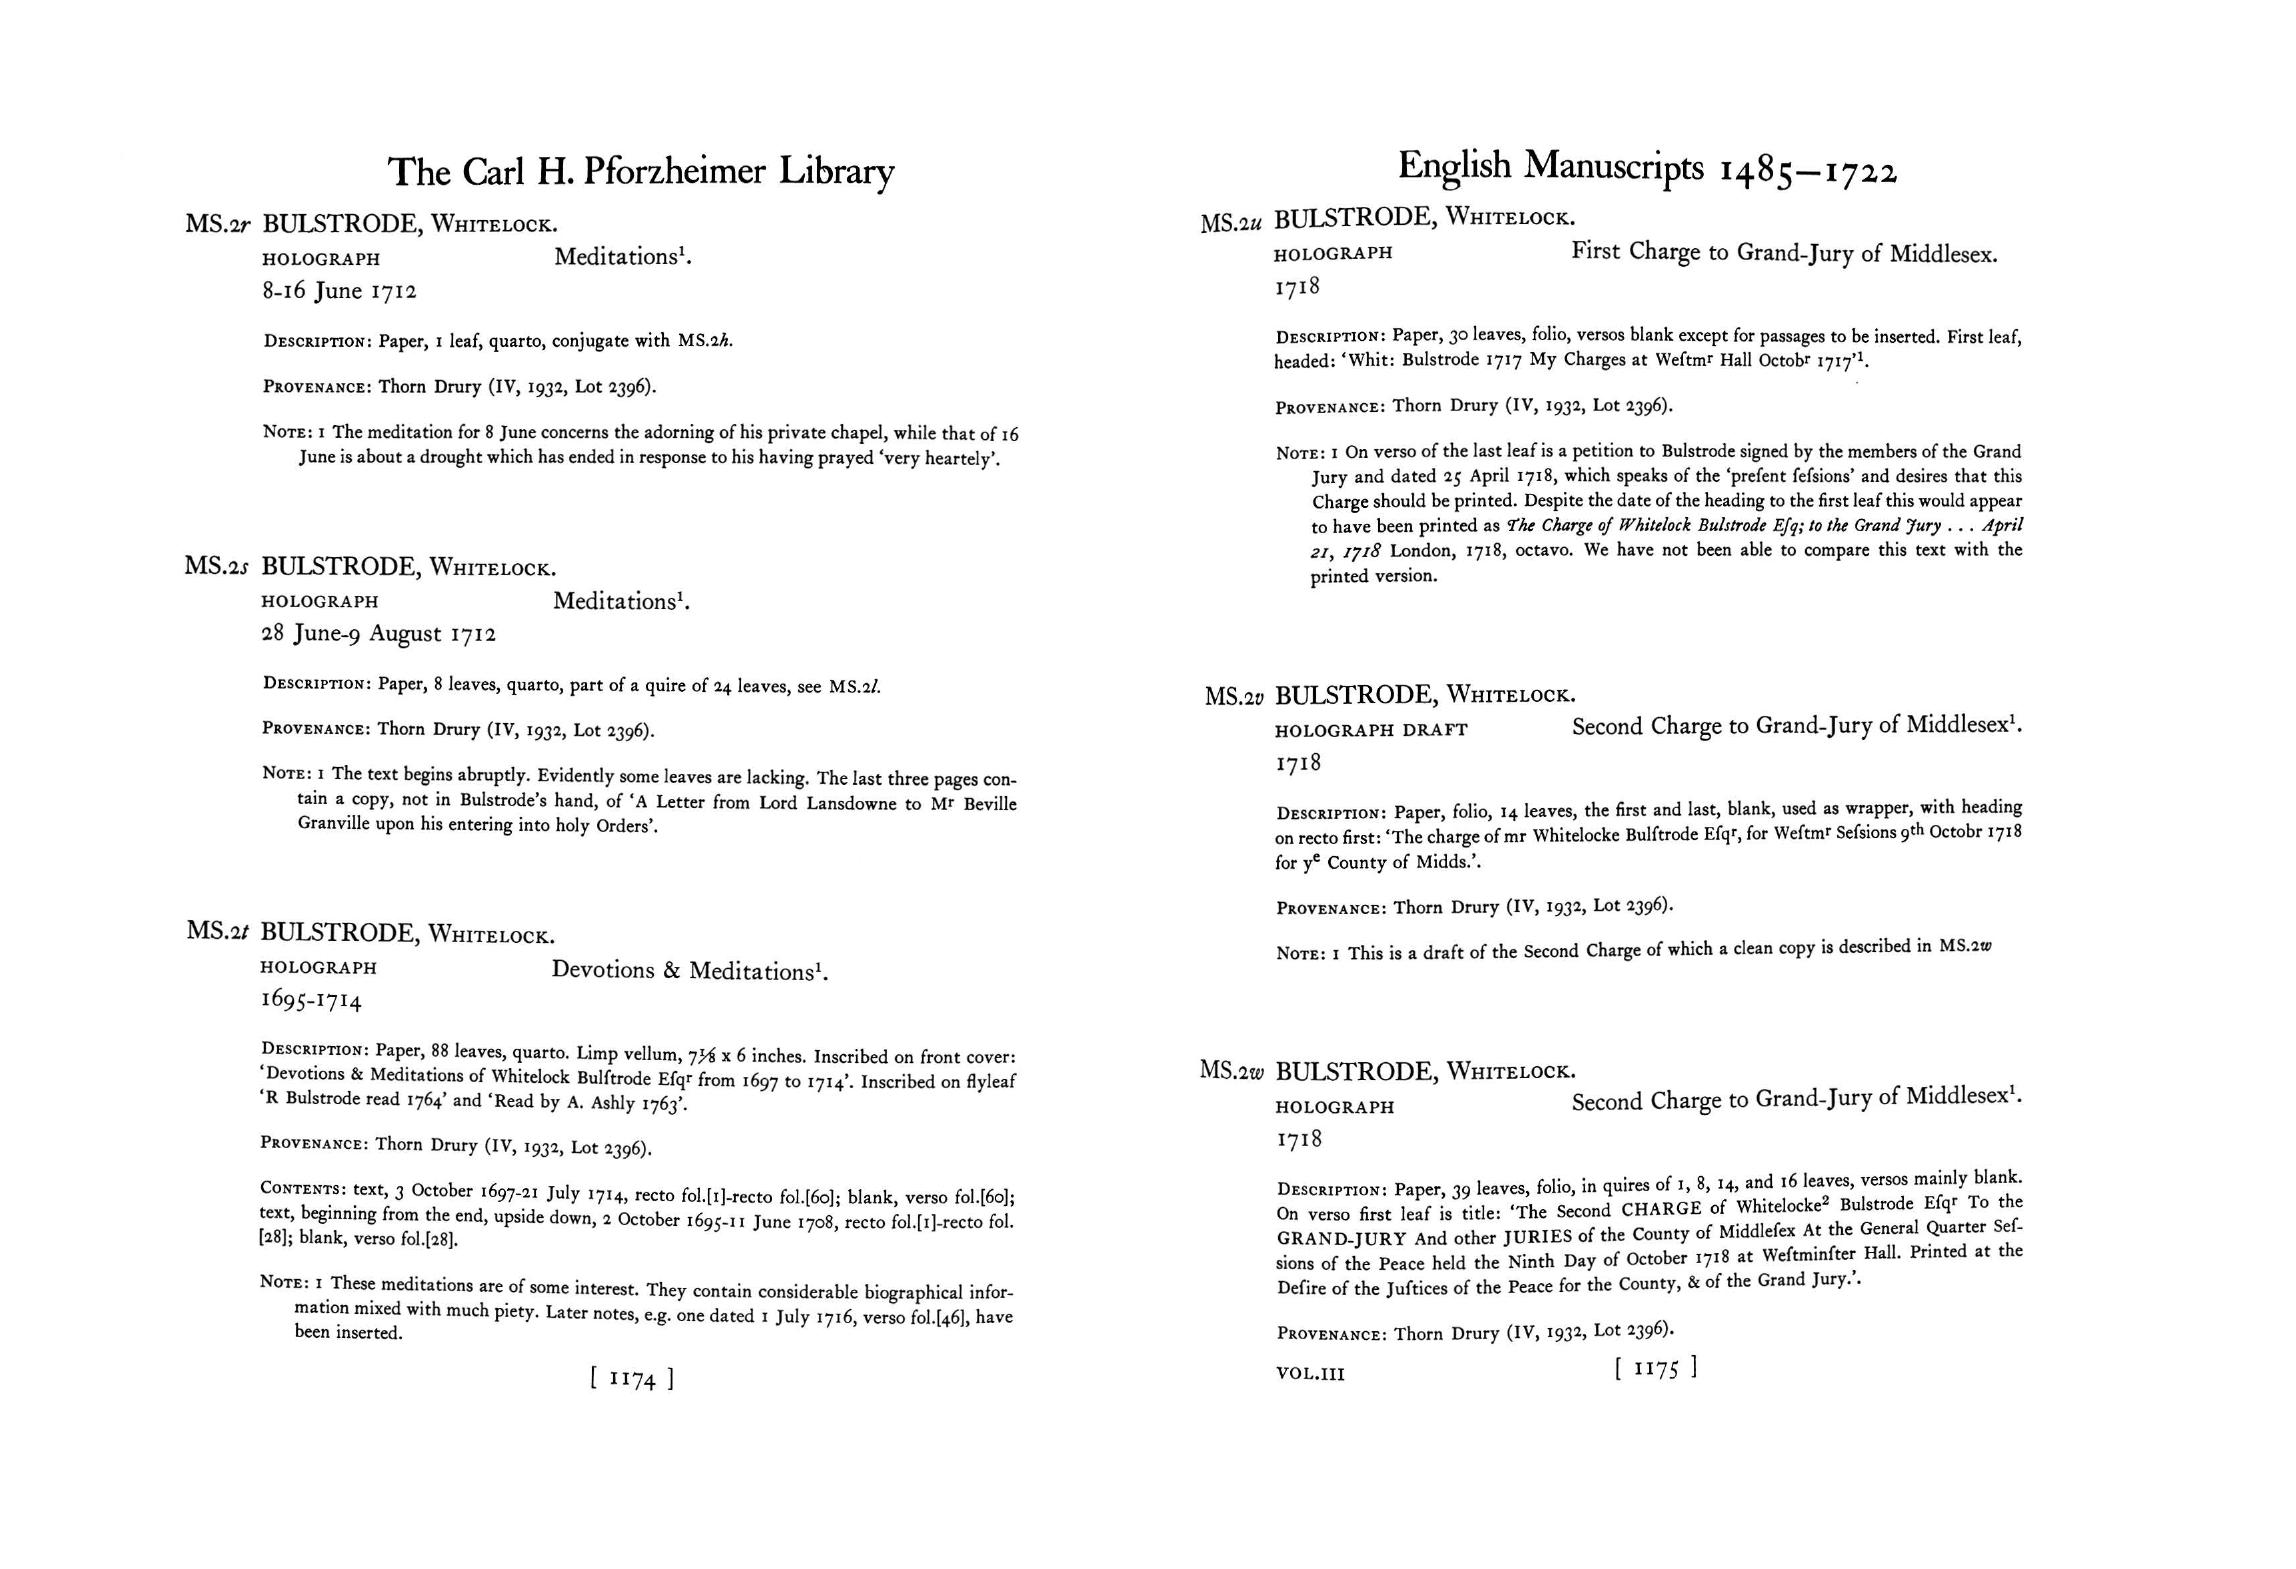 The Carl H. Pforzheimer Library
MS.2r BULSTRODE, WHITELOCK.
HOLOGRAPH Meditations¹.
8-16 June 1712
DESCRIPTION: Paper, 1 leaf, quarto, conjugate with MS.2h.
PROVENANCE: Thorn Drury (IV, 1932, Lot 2396).
NOTE: 1 The meditation for 8 June concerns the adorning of his private chapel, while that of 16
June is about a drought which has ended in response to his having prayed ‘very heartely’.
MS.2s BULSTRODE, WHITELOCK.
HOLOGRAPH Meditations¹.
28 June-9 August 1712
DESCRIPTION: Paper, 8 leaves, quarto, part of a quire of 24 leaves, see MS.2l.
PROVENANCE: Thorn Drury (IV, 1932, Lot 2396).
NOTE: 1 The text begins abruptly. Evidently some leaves are lacking. The last three pages con-
tain a copy, not in Bulstrode’s hand, of ‘A Letter from Lord Lansdowne to Mʳ Beville
Granville upon his entering into holy Orders’.
MS.2t BULSTRODE, WHITELOCK.
HOLOGRAPH Devotions & Meditations¹.
1695-1714
DESCRIPTION: Paper, 88 leaves, quarto. Limp vellum, 7⅛ x 6 inches. Inscribed on front cover:
‘Devotions & Meditations of Whitelock Bulſtrode Eſqʳ from 1697 to 1714’. Inscribed on flyleaf
‘R Bulstrode read 1764’ and ‘Read by A. Ashly 1763’.
PROVENANCE: Thorn Drury (IV, 1932, Lot 2396).
CONTENTS: text, 3 October 1697-21 July 1714, recto fol.[1]-recto fol.[60]; blank, verso fol.[60];
text, beginning from the end, upside down, 2 October 1695-11 June 1708, recto fol.[1]-recto fol.
[28]; blank, verso fol.[28].
NOTE: 1 These meditations are of some interest. They contain considerable biographical infor-
mation mixed with much piety. Later notes, e.g. one dated 1 July 1716, verso fol.[46], have
been inserted.
[ 1174 ]
English Manuscripts 1485–1722
MS.2u BULSTRODE, WHITELOCK.
HOLOGRAPH First Charge to Grand-Jury of Middlesex.
1718
DESCRIPTION: Paper, 30 leaves, folio, versos blank except for passages to be inserted. First leaf,
headed: ‘Whit: Bulstrode 1717 My Charges at Weſtmʳ Hall Octobʳ 1717’¹.
PROVENANCE: Thorn Drury (IV, 1932, Lot 2396).
NOTE: 1 On verso of the last leaf is a petition to Bulstrode signed by the members of the Grand
Jury and dated 25 April 1718, which speaks of the ‘preſent ſeſsions’ and desires that this
Charge should be printed. Despite the date of the heading to the first leaf this would appear
to have been printed as The Charge of Whitelock Bulstrode Eſq; to the Grand Jury . . . April
21, 1718 London, 1718, octavo. We have not been able to compare this text with the
printed version.
MS.2v BULSTRODE, WHITELOCK.
HOLOGRAPH DRAFT Second Charge to Grand-Jury of Middlesex¹.
1718
DESCRIPTION: Paper, folio, 14 leaves, the first and last, blank, used as wrapper, with heading
on recto first: ‘The charge of mr Whitelocke Bulſtrode Eſqʳ, for Weſtmʳ Seſsions 9ᵗʰ Octobr 1718
for yᵉ County of Midds.’.
PROVENANCE: Thorn Drury (IV, 1932, Lot 2396).
NOTE: 1 This is a draft of the Second Charge of which a clean copy is described in MS.2w
MS.2w BULSTRODE, WHITELOCK.
HOLOGRAPH Second Charge to Grand-Jury of Middlesex¹.
1718
DESCRIPTION: Paper, 39 leaves, folio, in quires of 1, 8, 14, and 16 leaves, versos mainly blank.
On verso first leaf is title: ‘The Second CHARGE of Whitelocke² Bulstrode Eſqʳ To the
GRAND-JURY And other JURIES of the County of Middleſex At the General Quarter Seſ-
sions of the Peace held the Ninth Day of October 1718 at Weſtminſter Hall. Printed at the
Deſire of the Juſtices of the Peace for the County, & of the Grand Jury.’.
PROVENANCE: Thorn Drury (IV, 1932, Lot 2396).
VOL.III [ 1175 ]